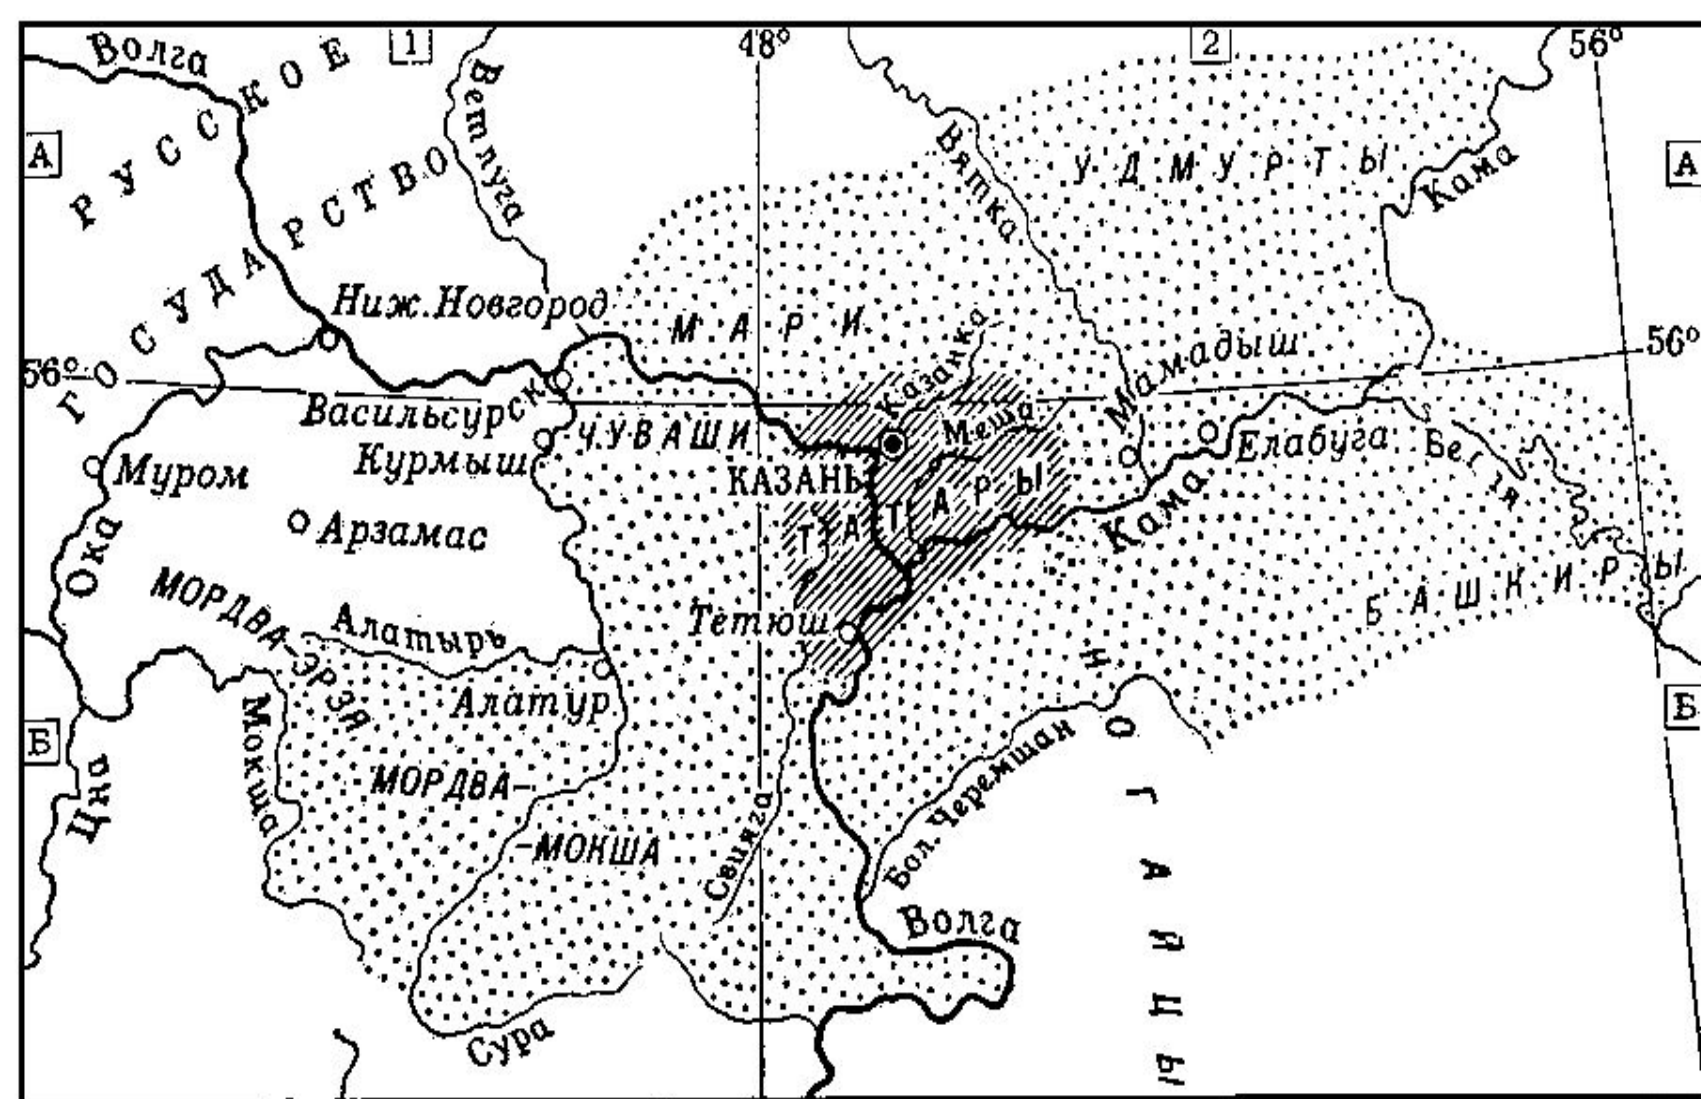 Волга
1
48°
2
56°
РУССКОЕ
ГОСУДАРСТВО
Ветлуга
А
Вятка
УДМУРТЫ
Кама
А
Ниж. Новгород
МАРИ
Казанка
Мамадыш
56°
56°
Васильсурск
ЧУВАШИ
Меша
Курмыш
Елабуга
Белая
Муром
КАЗАНЬ
ТАТАРЫ
Кама
Ока
Арзамас
БАШКИРЫ
МОРДВА-ЭРЗЯ
Алатырь
Тетюш
Алатур
НОГАЙЦЫ
Б
Б
Мокша
Цна
МОРДВА-
-МОКША
Свияга
Бол. Черемшан
Волга
Сура